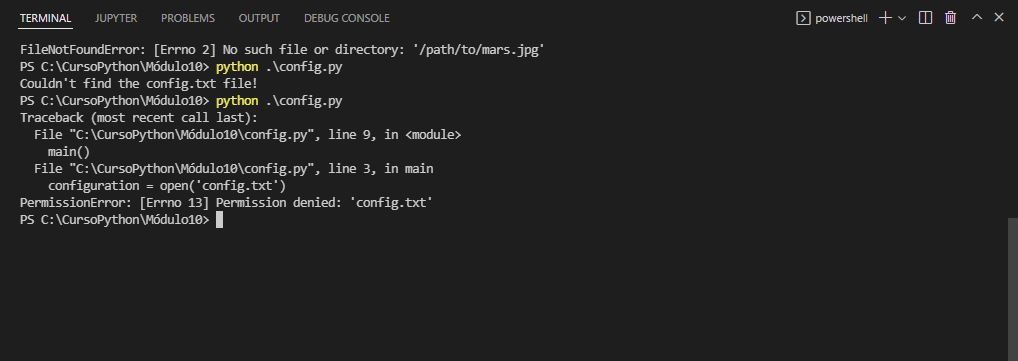 TERMINAL JUPYTER PROBLEMS OUTPUT DEBUG CONSOLE powershell
FileNotFoundError: [Errno 2] No such file or directory: '/path/to/mars.jpg'
PS C:\CursoPython\Módulo10> python .\config.py
Couldn't find the config.txt file!
PS C:\CursoPython\Módulo10> python .\config.py
Traceback (most recent call last):
  File "C:\CursoPython\Módulo10\config.py", line 9, in <module>
    main()
  File "C:\CursoPython\Módulo10\config.py", line 3, in main
    configuration = open('config.txt')
PermissionError: [Errno 13] Permission denied: 'config.txt'
PS C:\CursoPython\Módulo10>